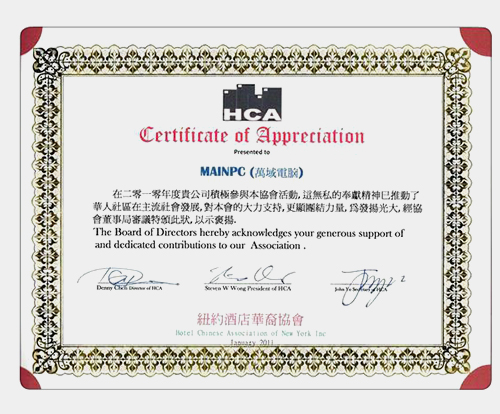 HCA
Certificate of Appreciation
Presented to
MAINPC (萬域電腦)
在二零一零年度貴公司積極參與本協會活動,這無私的奉獻精神已推動了
華人社區在主流社會發展,對本會的大力支持,更顯團結力量,爲發揚光大,經協
會董事局審議特頒此狀,以示褒揚.
The Board of Directors hereby acknowledges your generous support of
and dedicated contributions to our Association .
Denny Chen Director of HCA
Steven W Wong President of HCA
John Yu of HCA
紐約酒店華裔協會
Hotel Chinese Association of New York Inc
January 2011